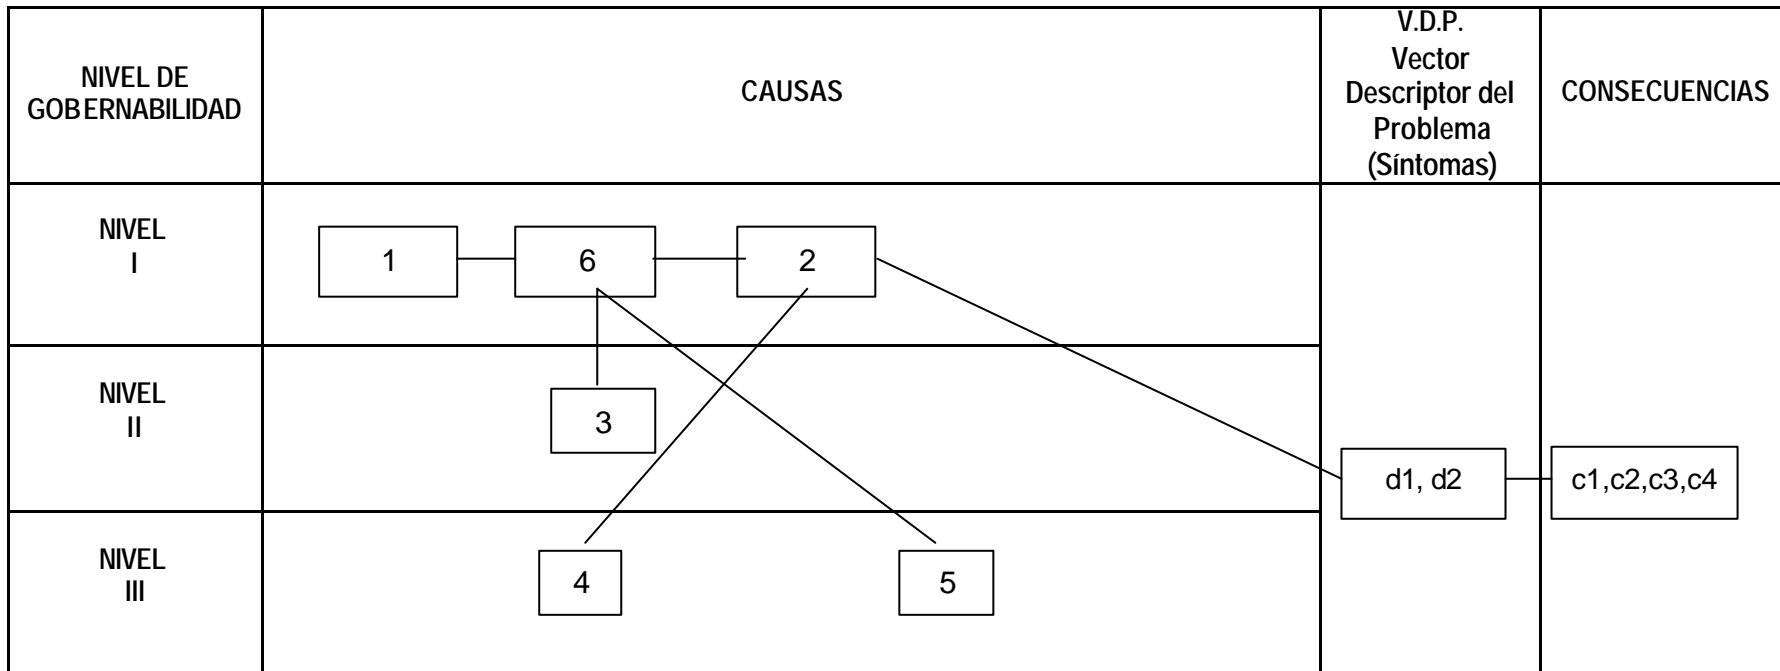 NIVEL DE
GOBERNABILIDAD
CAUSAS
V.D.P.
Vector
Descriptor del
Problema
(Síntomas)
CONSECUENCIAS
NIVEL
I
1
6
2
NIVEL
II
3
d1, d2
c1,c2,c3,c4
NIVEL
III
4
5